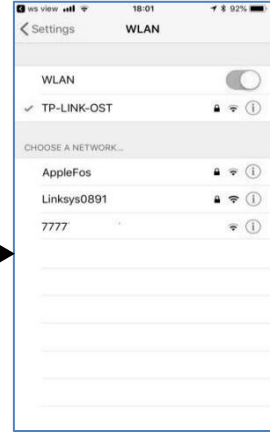 ws view 18:01 92%
Settings WLAN
WLAN
TP-LINK-OST
CHOOSE A NETWORK...
AppleFos
Linksys0891
7777